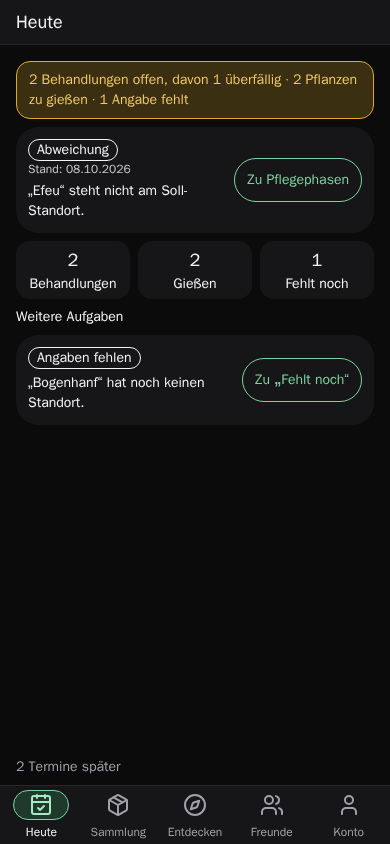 Heute
2 Behandlungen offen, davon 1 überfällig · 2 Pflanzen
zu gießen · 1 Angabe fehlt
Abweichung
Stand: 08.10.2026
„Efeu“ steht nicht am Soll-
Standort.
Zu Pflegephasen
2
Behandlungen
2
Gießen
1
Fehlt noch
Weitere Aufgaben
Angaben fehlen
„Bogenhanf“ hat noch keinen
Standort.
Zu „Fehlt noch“
2 Termine später
Heute
Sammlung
Entdecken
Freunde
Konto